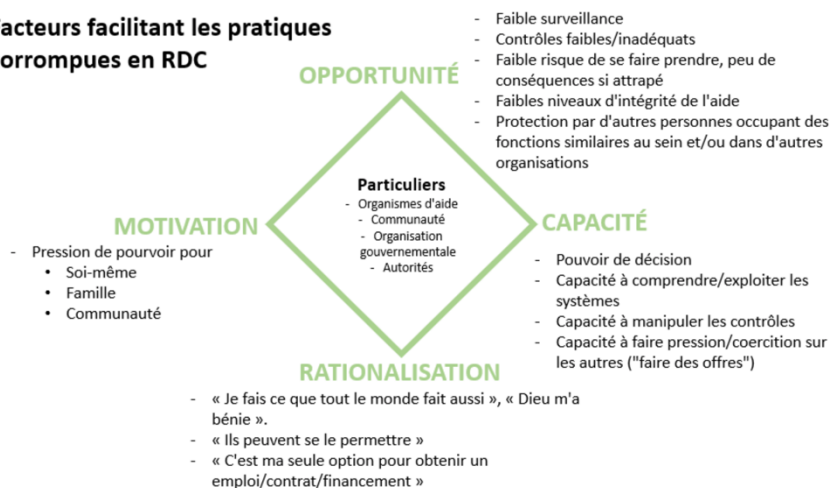 acteurs facilitant les pratiques
orrompues en RDC
OPPORTUNITÉ
- Faible surveillance
- Contrôles faibles/inadéquats
- Faible risque de se faire prendre, peu de
conséquences si attrapé
- Faibles niveaux d'intégrité de l'aide
- Protection par d'autres personnes occupant des
fonctions similaires au sein et/ou dans d'autres
organisations
Particuliers
- Organismes d'aide
- Communauté
- Organisation
gouvernementale
- Autorités
MOTIVATION
- Pression de pourvoir pour
• Soi-même
• Famille
• Communauté
CAPACITÉ
- Pouvoir de décision
- Capacité à comprendre/exploiter les
systèmes
- Capacité à manipuler les contrôles
- Capacité à faire pression/coercition sur
les autres ("faire des offres")
RATIONALISATION
- « Je fais ce que tout le monde fait aussi », « Dieu m'a
bénie ».
- « Ils peuvent se le permettre »
- « C'est ma seule option pour obtenir un
emploi/contrat/financement »